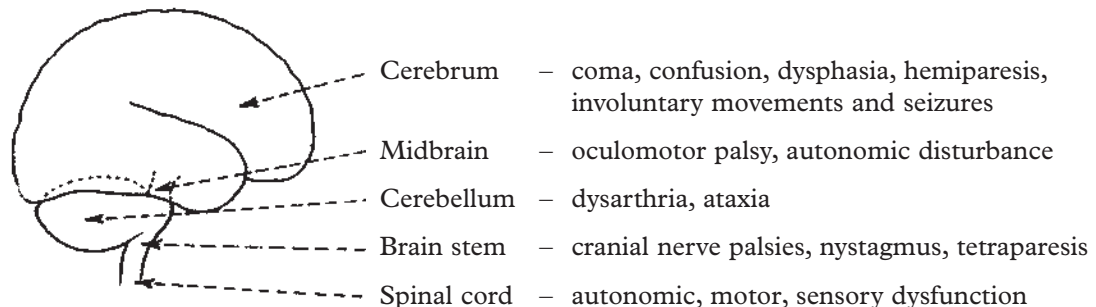 Cerebrum – coma, confusion, dysphasia, hemiparesis,
involuntary movements and seizures
Midbrain – oculomotor palsy, autonomic disturbance
Cerebellum – dysarthria, ataxia
Brain stem – cranial nerve palsies, nystagmus, tetraparesis
Spinal cord – autonomic, motor, sensory dysfunction